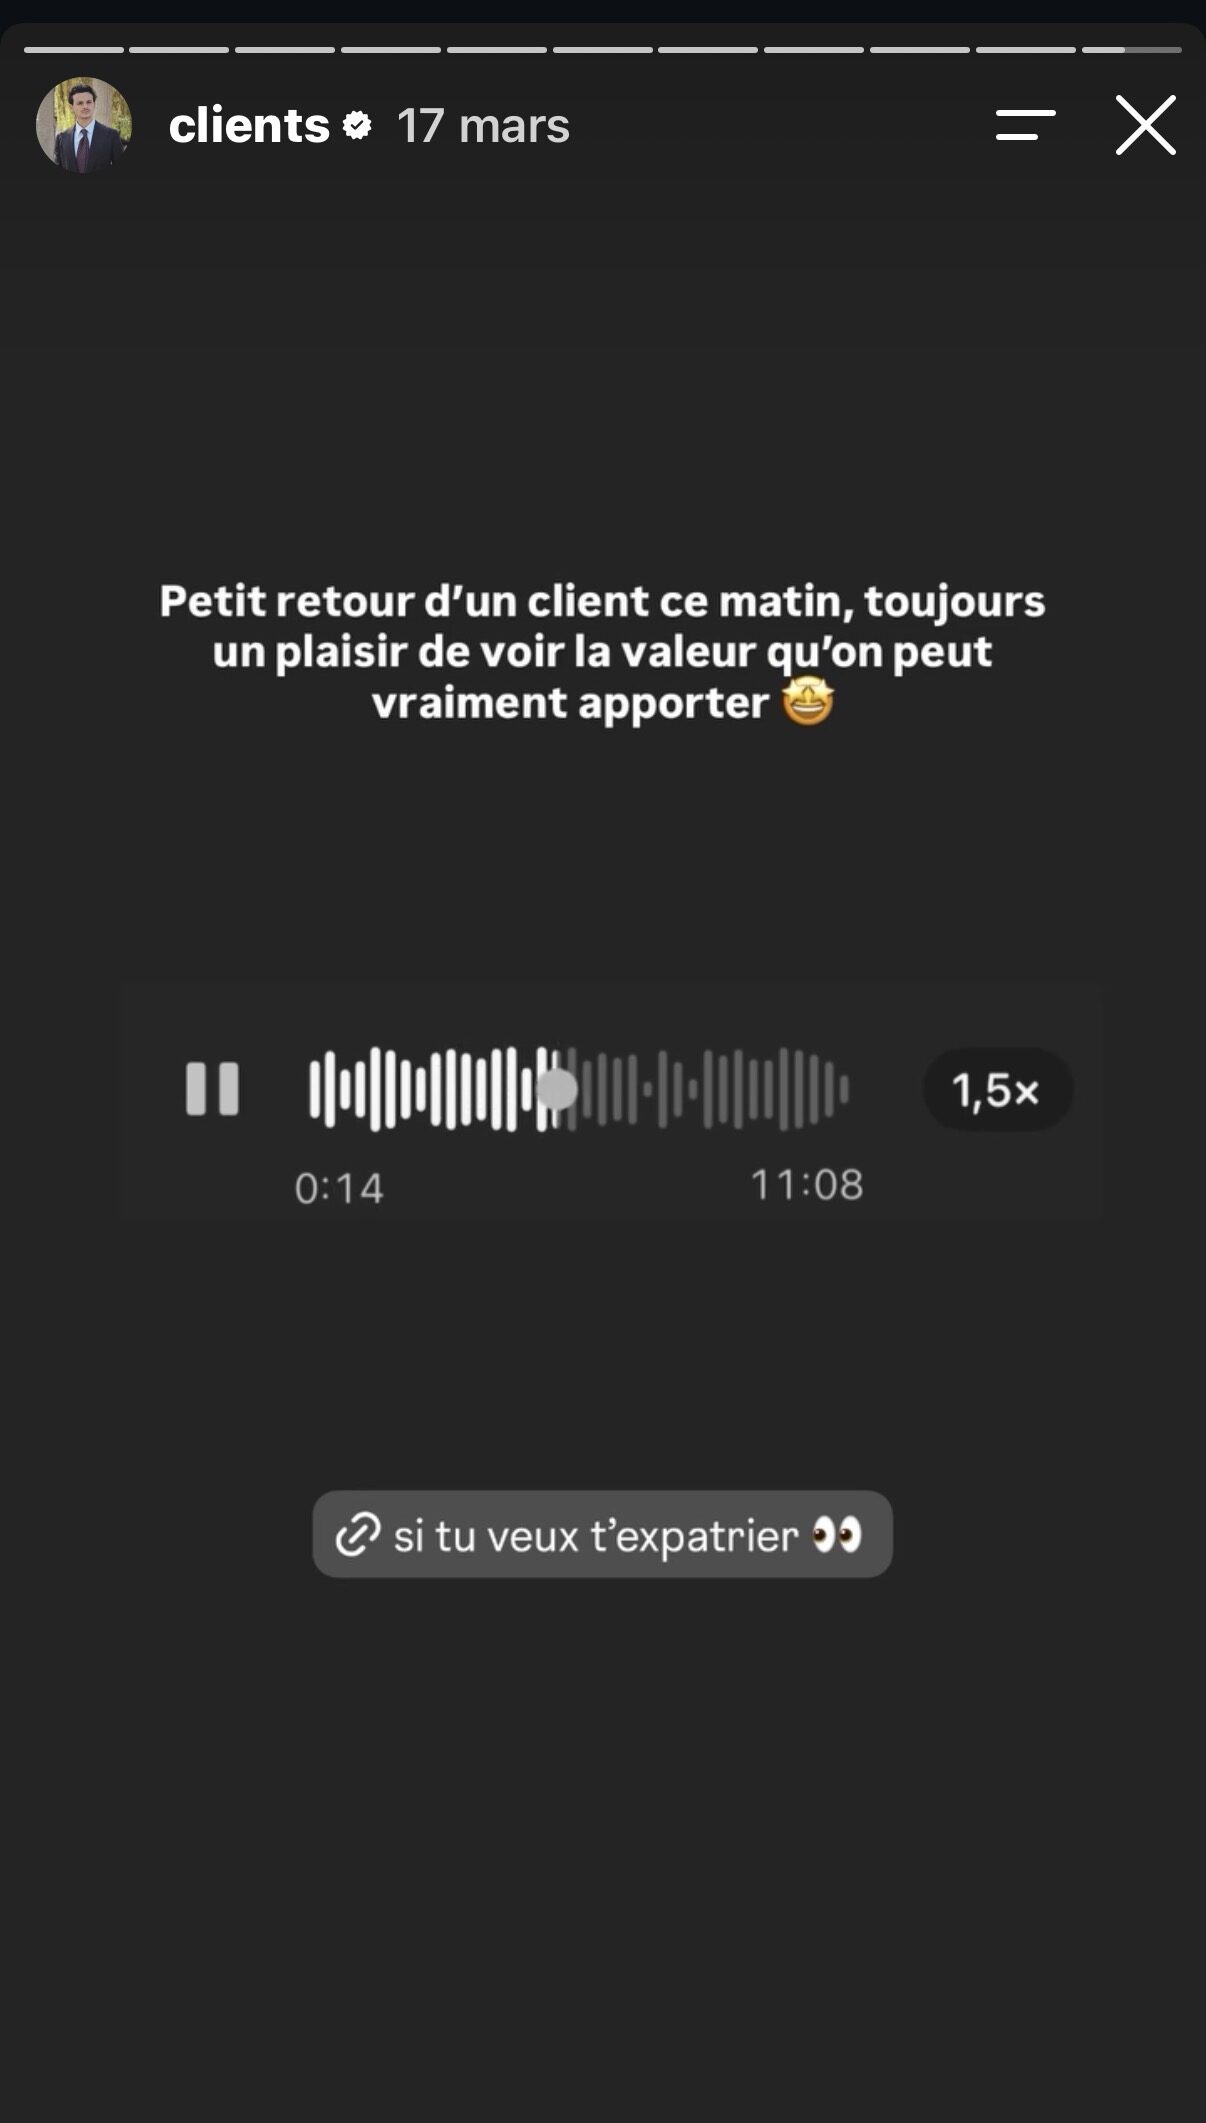 clients 17 mars
Petit retour d’un client ce matin, toujours
un plaisir de voir la valeur qu’on peut
vraiment apporter 🤩
1,5×
0:14 11:08
si tu veux t’expatrier 👀